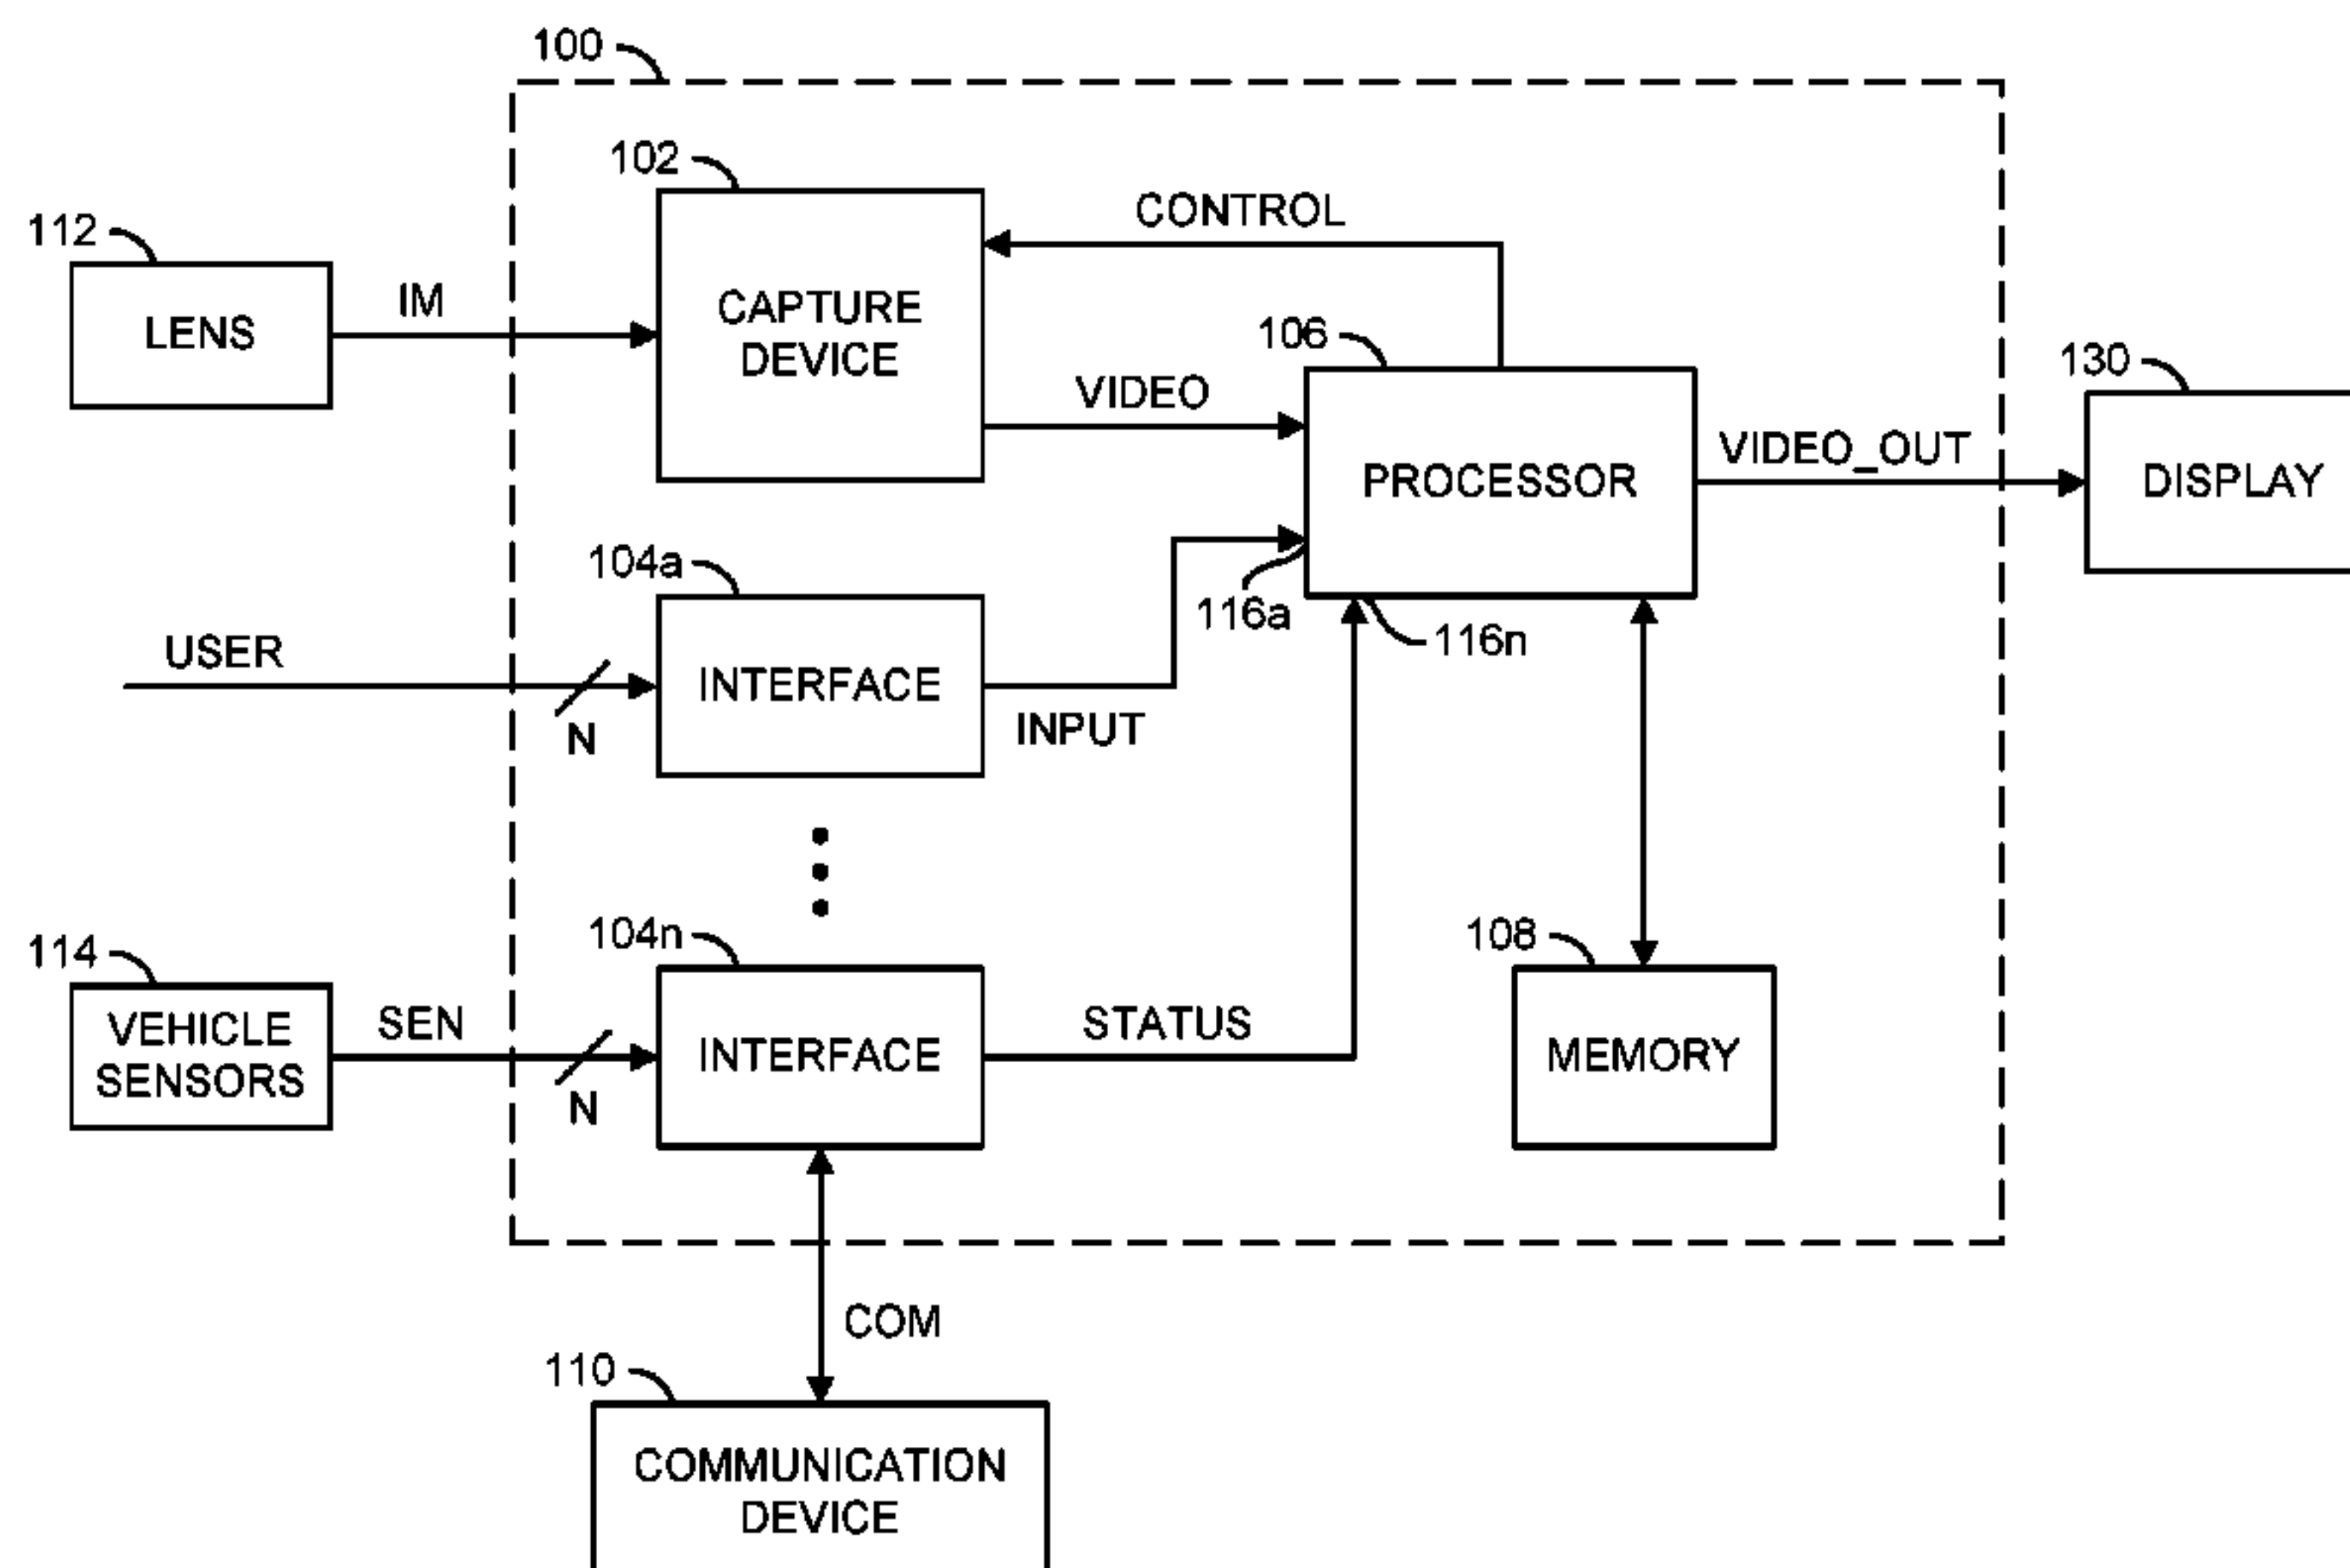 100
102
CONTROL
112
LENS
IM
CAPTURE
DEVICE
106
130
VIDEO
PROCESSOR
VIDEO_OUT
DISPLAY
104a
116a
116n
USER
N
INTERFACE
INPUT
104n
108
114
VEHICLE
SENSORS
SEN
N
INTERFACE
STATUS
MEMORY
COM
110
COMMUNICATION
DEVICE